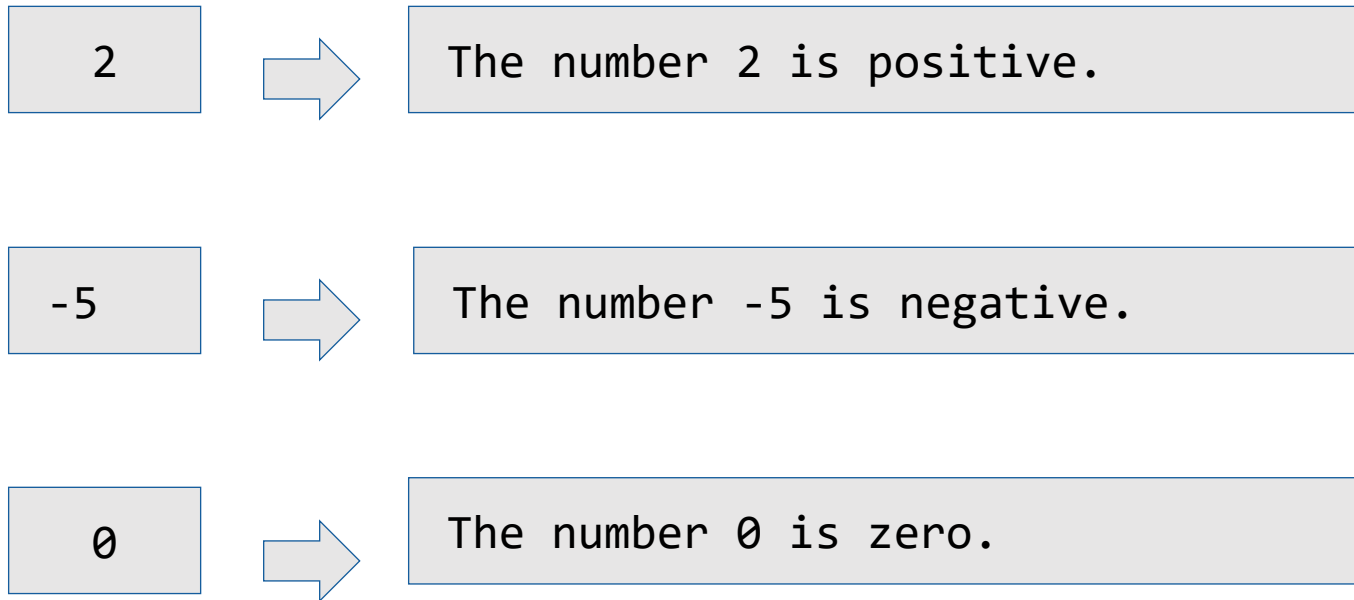 2
The number 2 is positive.
-5
The number -5 is negative.
0
The number 0 is zero.